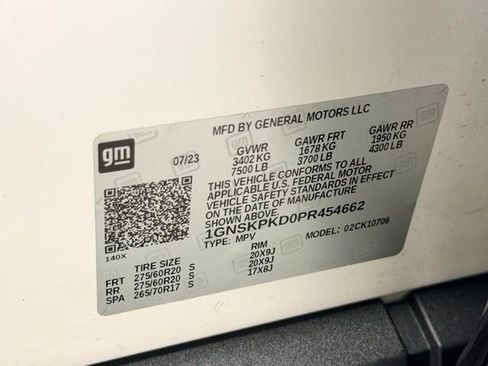 MFD BY GENERAL MOTORS LLC
gm
07/23
GVWR GAWR FRT GAWR RR
3402 KG 1678 KG 1950 KG
7500 LB 3700 LB 4300 LB
THIS VEHICLE CONFORMS TO ALL
APPLICABLE U.S. FEDERAL MOTOR
VEHICLE SAFETY STANDARDS IN EFFECT
ON THE DATE OF MANUFACTURE
SHOWN ABOVE.
1GNSKPKD0PR454662
TYPE: MPV MODEL: 02CK10706
140X
TIRE SIZE RIM
FRT 275/60R20 S 20X9J
RR 275/60R20 S 20X9J
SPA 265/70R17 S 17X8J